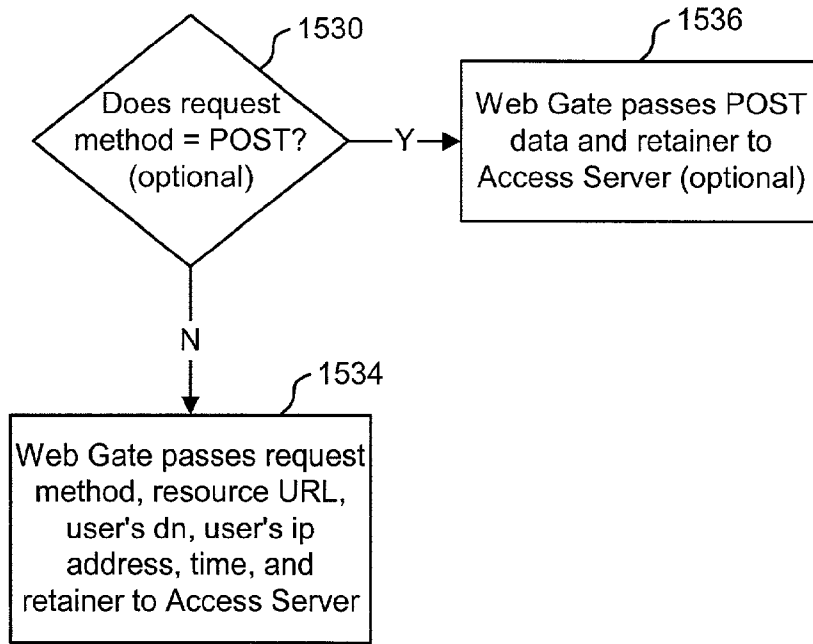 1530
Does request
method = POST?
(optional)
Y
1536
Web Gate passes POST
data and retainer to
Access Server (optional)
N
1534
Web Gate passes request
method, resource URL,
user's dn, user's ip
address, time, and
retainer to Access Server